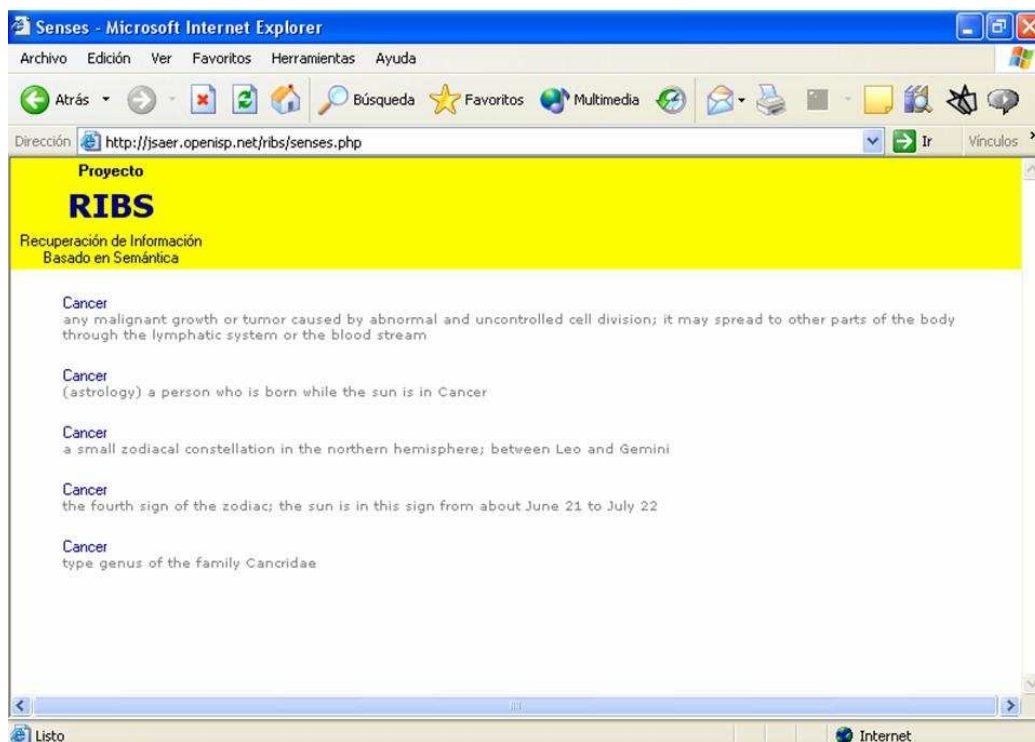 Senses - Microsoft Internet Explorer
Archivo Edición Ver Favoritos Herramientas Ayuda
Atrás Búsqueda Favoritos Multimedia
Dirección http://jsaer.openisp.net/ribs/senses.php Ir Vínculos »
Proyecto
RIBS
Recuperación de Información
Basado en Semántica
Cancer
any malignant growth or tumor caused by abnormal and uncontrolled cell division; it may spread to other parts of the body
through the lymphatic system or the blood stream
Cancer
(astrology) a person who is born while the sun is in Cancer
Cancer
a small zodiacal constellation in the northern hemisphere; between Leo and Gemini
Cancer
the fourth sign of the zodiac; the sun is in this sign from about June 21 to July 22
Cancer
type genus of the family Cancridae
Listo Internet